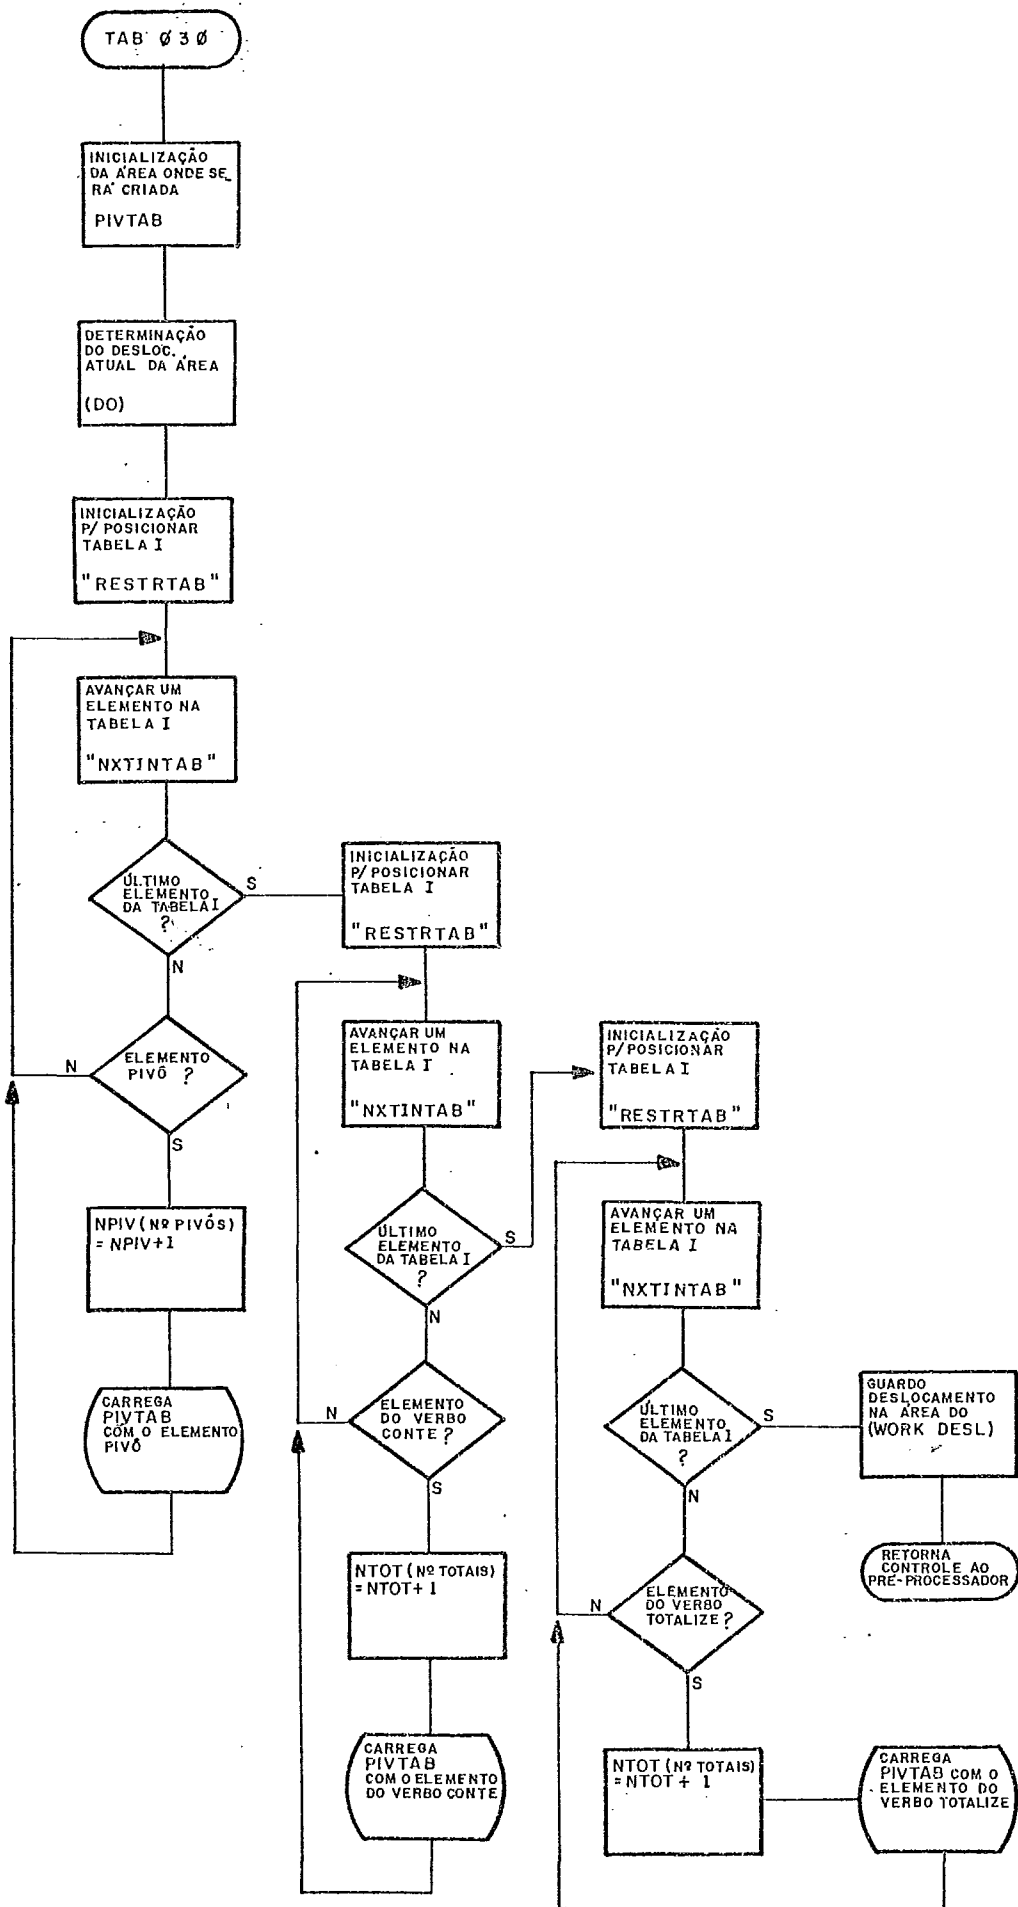 TAB Ø 3 Ø
INICIALIZAÇÃO
DA ÁREA ONDE SE_
RÁ CRIADA
PIVTAB
DETERMINAÇÃO
DO DESLOC.
ATUAL DA ÁREA
(DO)
INICIALIZAÇÃO
P/ POSICIONAR
TABELA I
"RESTRTAB"
AVANÇAR UM
ELEMENTO NA
TABELA I
"NXTINTAB"
ÚLTIMO
ELEMENTO
DA TABELA I
?
S
N
ELEMENTO
PIVÔ ?
N
S
NPIV (Nº PIVÔS)
= NPIV+1
CARREGA
PIVTAB
COM O ELEMENTO
PIVÔ
INICIALIZAÇÃO
P/ POSICIONAR
TABELA I
"RESTRTAB"
AVANÇAR UM
ELEMENTO NA
TABELA I
"NXTINTAB"
ÚLTIMO
ELEMENTO
DA TABELA I
?
S
N
ELEMENTO
DO VERBO
CONTE ?
N
S
NTOT (Nº TOTAIS)
= NTOT + 1
CARREGA
PIVTAB
COM O ELEMENTO
DO VERBO CONTE
INICIALIZAÇÃO
P/ POSICIONAR
TABELA I
"RESTRTAB"
AVANÇAR UM
ELEMENTO NA
TABELA I
"NXTINTAB"
ÚLTIMO
ELEMENTO
DA TABELA I
?
S
N
GUARDO
DESLOCAMENTO
NA ÁREA DO
(WORK DESL)
RETORNA
CONTROLE AO
PRÉ-PROCESSADOR
ELEMENTO
DO VERBO
TOTALIZE ?
N
S
NTOT (Nº TOTAIS)
= NTOT + 1
CARREGA
PIVTAB COM O
ELEMENTO DO
VERBO TOTALIZE